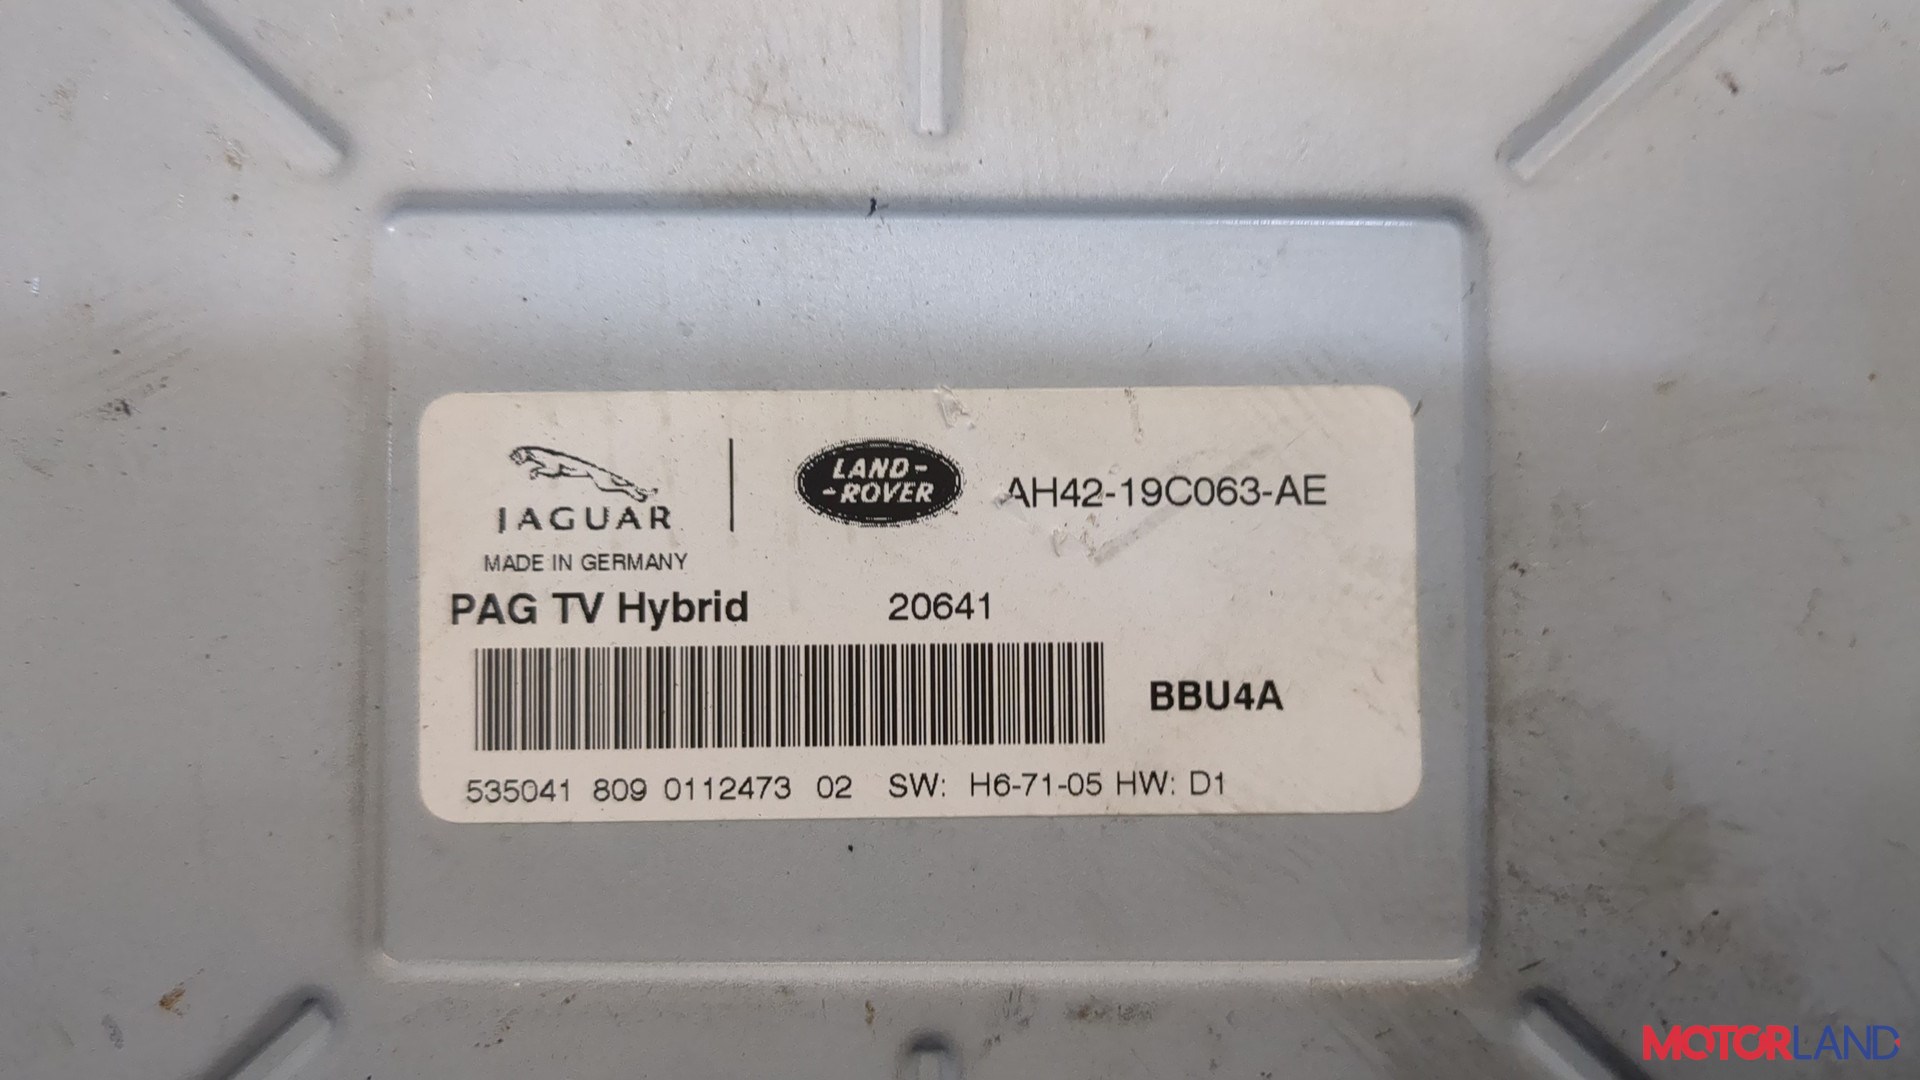 JAGUAR
LAND-
-ROVER
AH42-19C063-AE
MADE IN GERMANY
PAG TV Hybrid 20641
BBU4A
535041 809 0112473 02 SW: H6-71-05 HW: D1
MOTORLAND